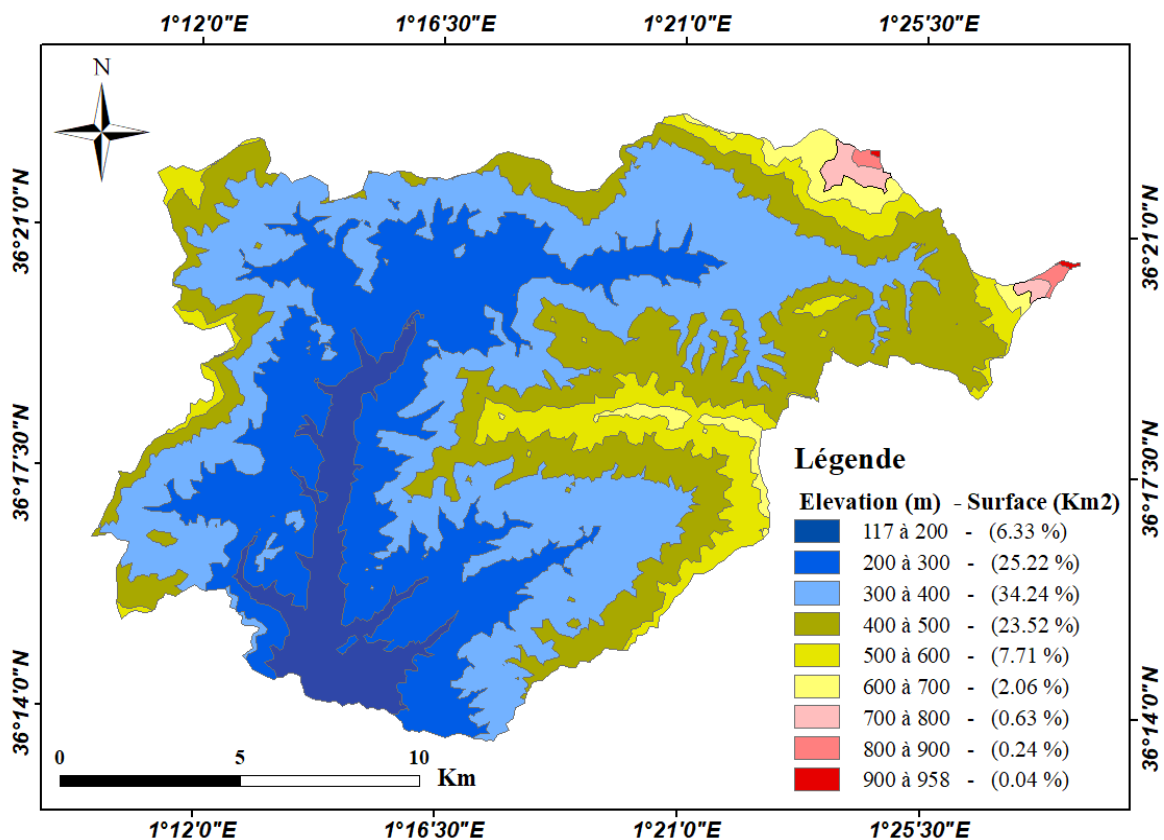 1°12'0"E 1°16'30"E 1°21'0"E 1°25'30"E
N
36°21'0"N
36°21'0"N
36°17'30"N
36°17'30"N
36°14'0"N
36°14'0"N
Légende
Elevation (m) - Surface (Km2)
117 à 200 - (6.33 %)
200 à 300 - (25.22 %)
300 à 400 - (34.24 %)
400 à 500 - (23.52 %)
500 à 600 - (7.71 %)
600 à 700 - (2.06 %)
700 à 800 - (0.63 %)
800 à 900 - (0.24 %)
900 à 958 - (0.04 %)
0 5 10
Km
1°12'0"E 1°16'30"E 1°21'0"E 1°25'30"E